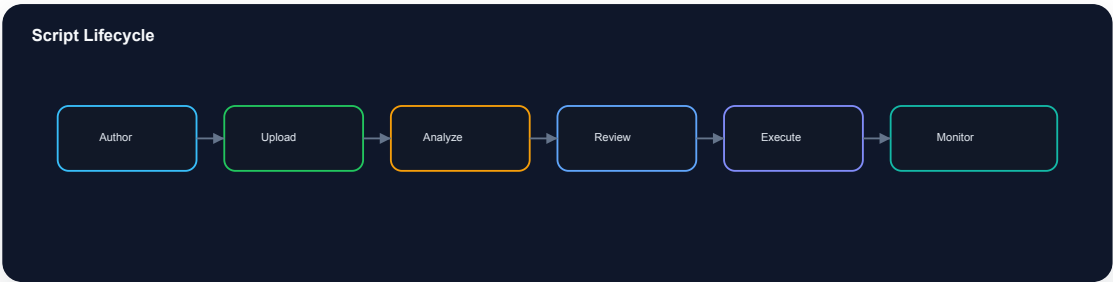 Script Lifecycle
Author
Upload
Analyze
Review
Execute
Monitor